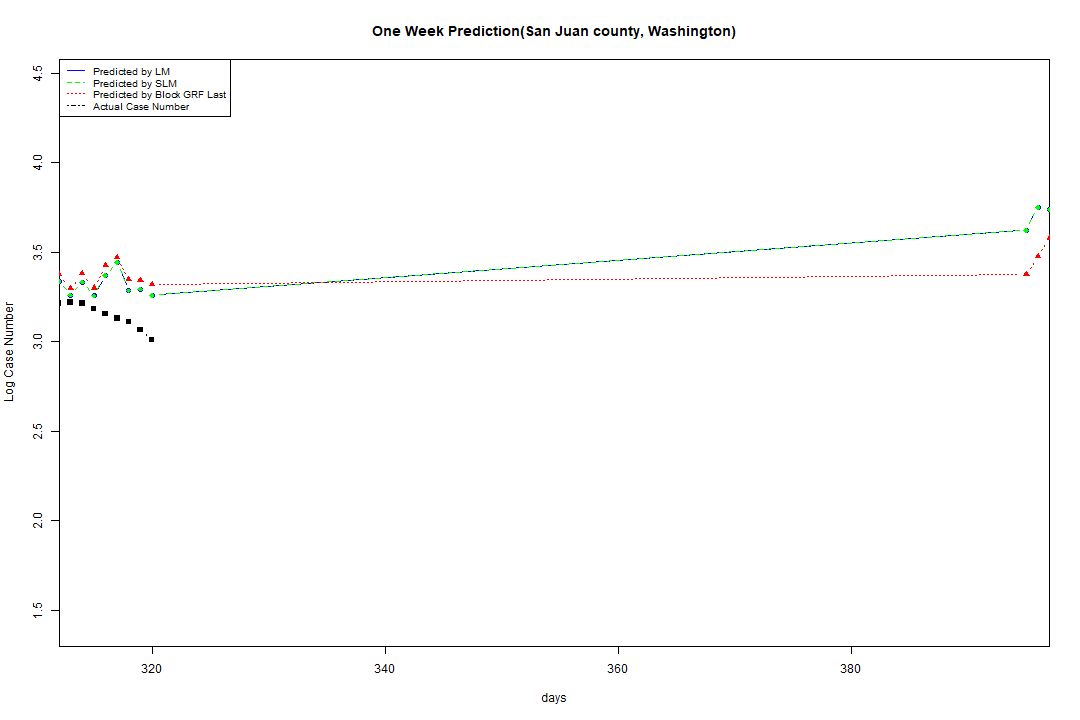 One Week Prediction(San Juan county, Washington)
Predicted by LM
Predicted by SLM
Predicted by Block GRF Last
Actual Case Number
4.5
4.0
3.5
3.0
2.5
2.0
1.5
Log Case Number
320
340
360
380
days